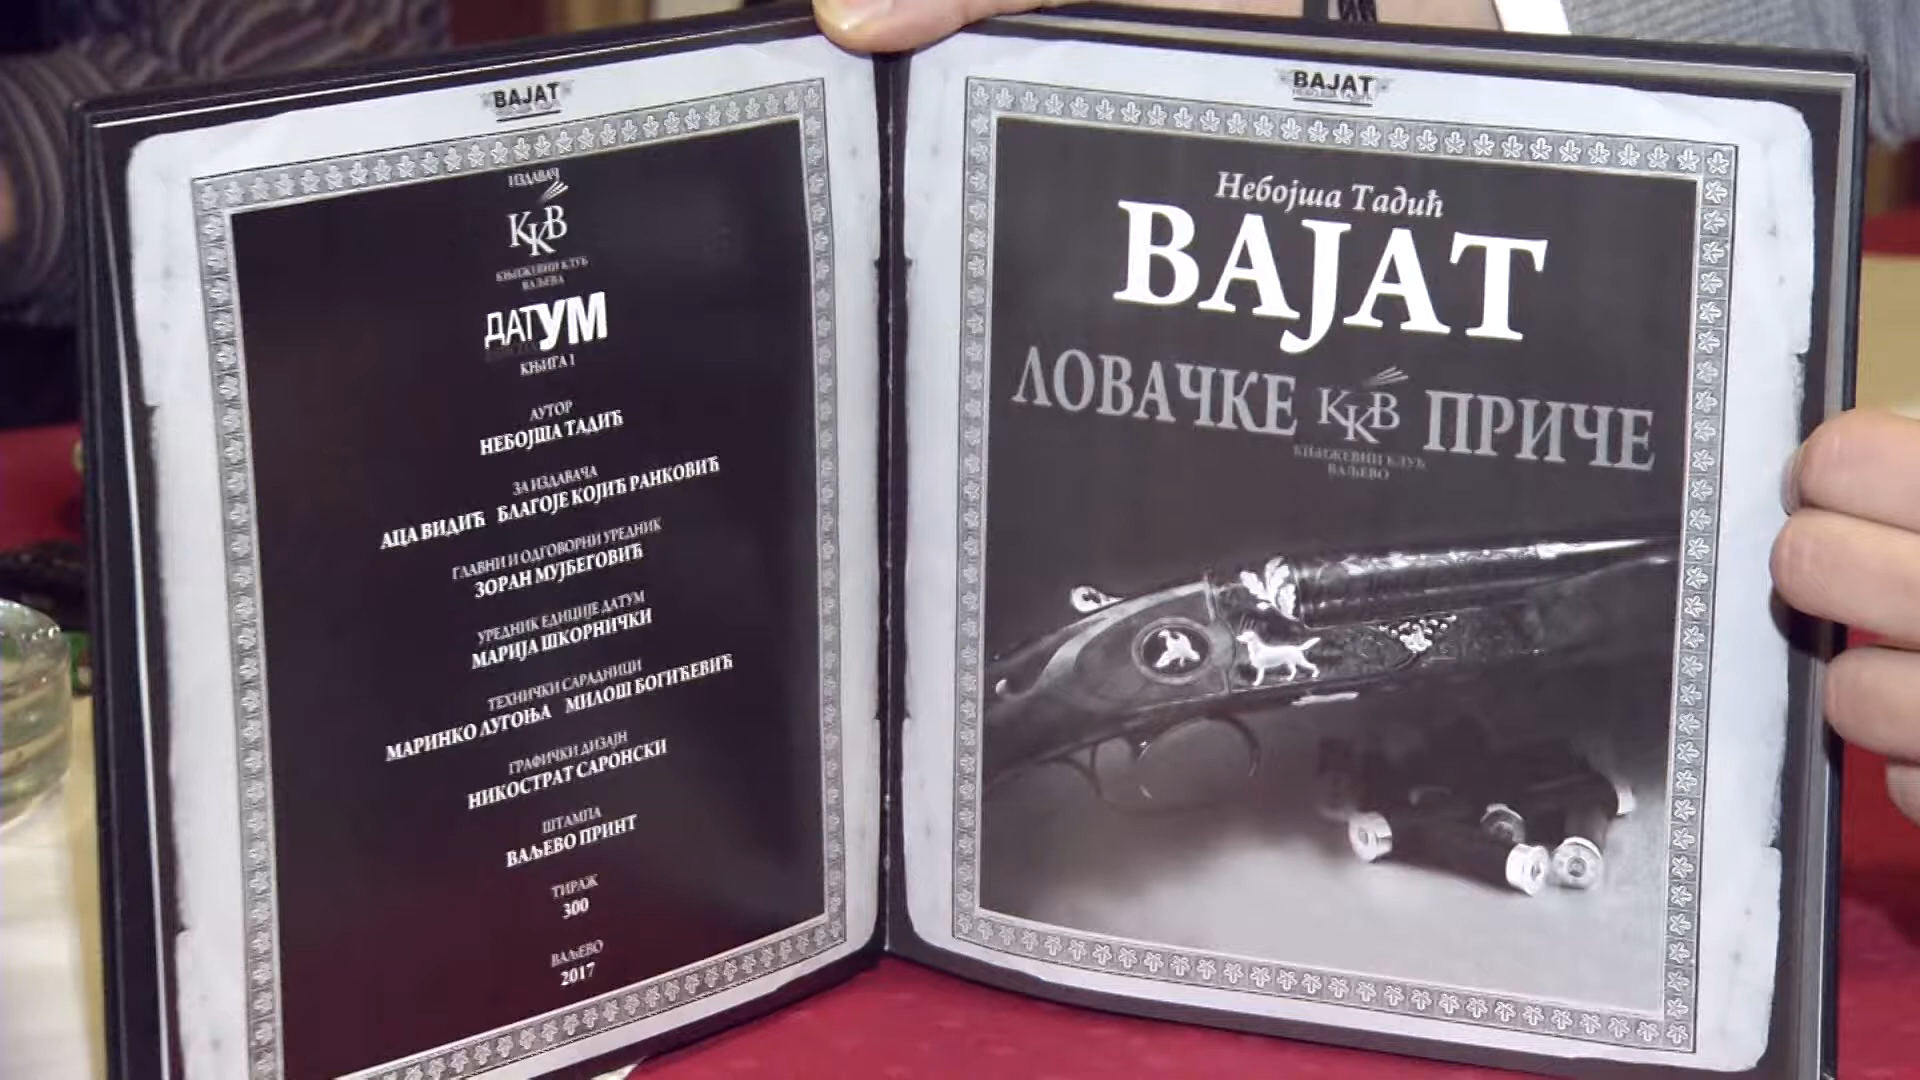 ВАЈАТ
ИЗДАВАЧ
ККВ
КЊИЖЕВНИ КЛУБ
ВАЉЕВА
ДАТУМ
КЊИГА 1
АУТОР
НЕБОЈША ТАДИЋ
ЗА ИЗДАВАЧА
АЦА ВИДИЋ БЛАГОЈЕ КОЈИЋ РАНКОВИЋ
ГЛАВНИ И ОДГОВОРНИ УРЕДНИК
ЗОРАН МУЈБЕГОВИЋ
УРЕДНИК ЕДИЦИЈЕ ДАТУМ
МАРИЈА ШКОРНИЧКИ
ТЕХНИЧКИ САРАДНИЦИ
МАРИНКО ЛУГОЊА МИЛОШ БОГИЋЕВИЋ
ГРАФИЧКИ ДИЗАЈН
НИКОСТРАТ САРОНСКИ
ШТАМПА
ВАЉЕВО ПРИНТ
ТИРАЖ
300
ВАЉЕВО
2017
ВАЈАТ
Небојша Тадић
ВАЈАТ
ЛОВАЧКЕ ККВ ПРИЧЕ
КЊИЖЕВНИ КЛУБ
ВАЉЕВО